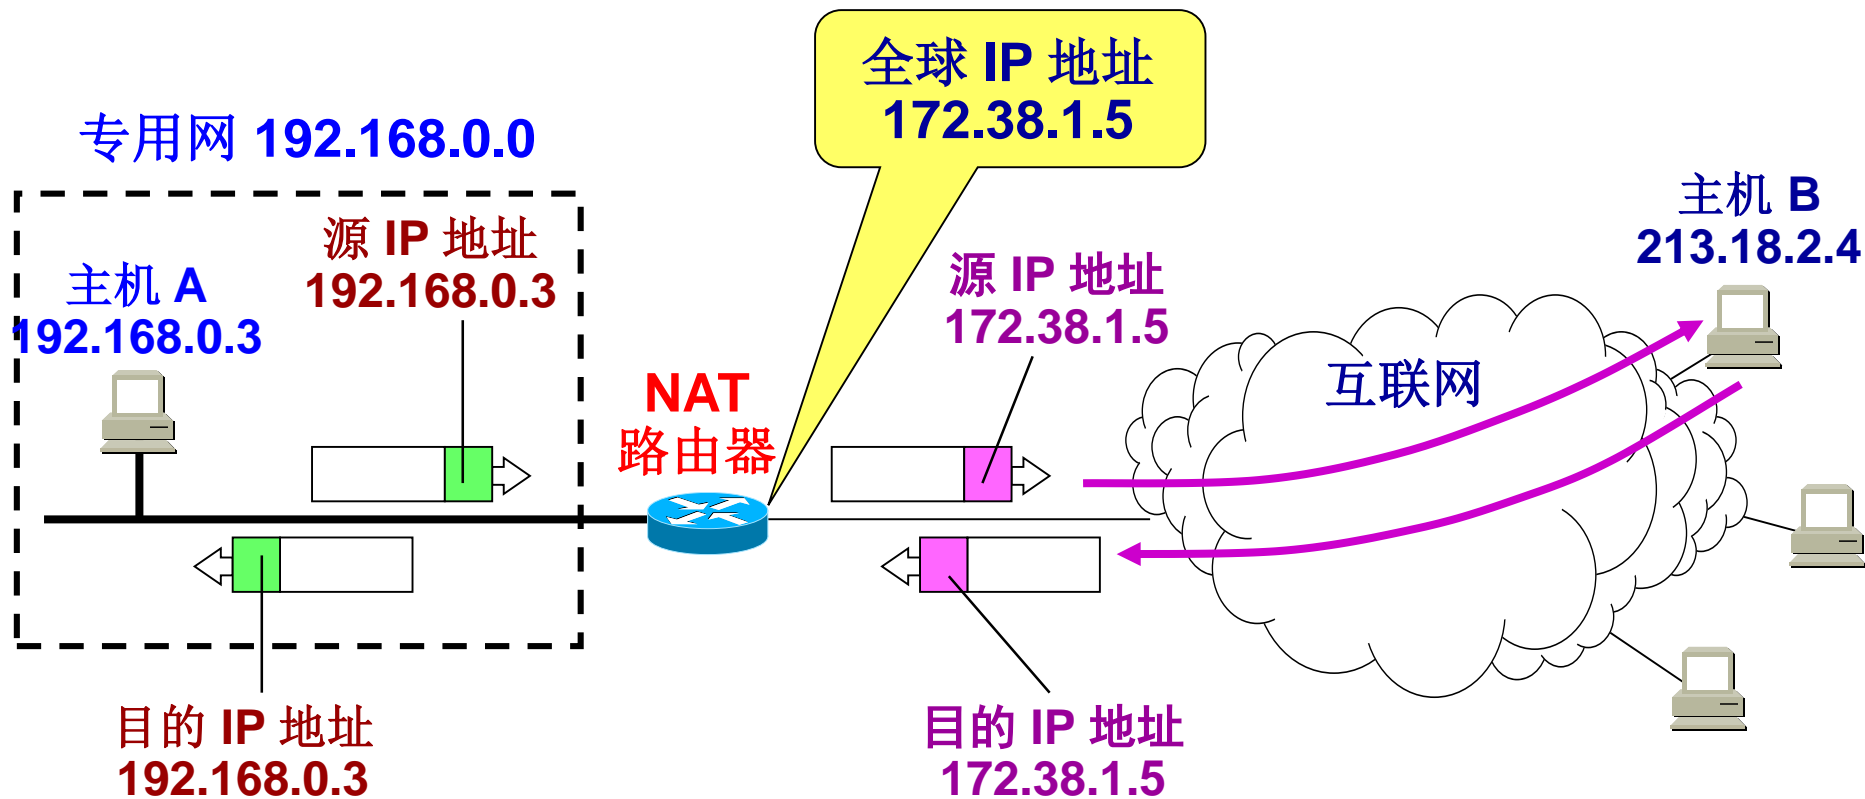 全球 IP 地址
172.38.1.5
专用网 192.168.0.0
主机 B
213.18.2.4
源 IP 地址
192.168.0.3
主机 A
192.168.0.3
源 IP 地址
172.38.1.5
互联网
NAT
路由器
目的 IP 地址
192.168.0.3
目的 IP 地址
172.38.1.5